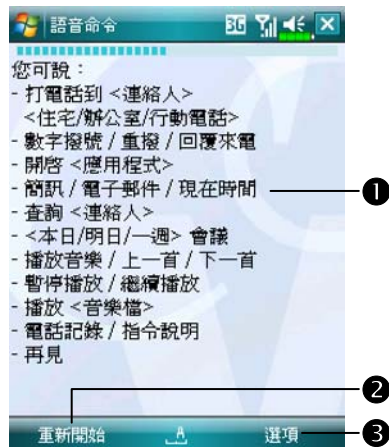 語音命令 3G
您可說：
- 打電話到 <連絡人>
<住宅/辦公室/行動電話>
- 數字撥號 / 重撥 / 回覆來電
- 開啓 <應用程式>
- 簡訊 / 電子郵件 / 現在時間
1
- 查詢 <連絡人>
- <本日/明日/一週> 會議
- 播放音樂 / 上一首 / 下一首
- 暫停播放 / 繼續播放
- 播放 <音樂檔>
- 電話記錄 / 指令說明
- 再見
2
重新開始 選項
3